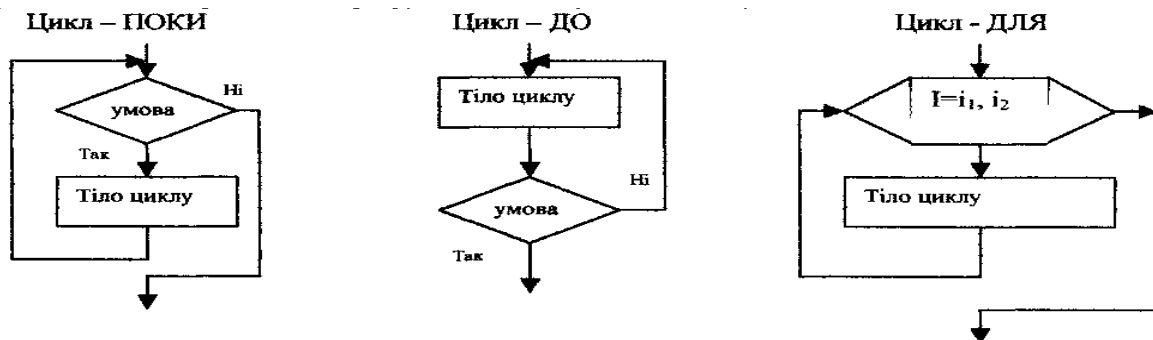 Цикл – ПОКИ
умова
Ні
Так
Тіло циклу
Цикл – ДО
Тіло циклу
умова
Ні
Так
Цикл - ДЛЯ
I=i₁, i₂
Тіло циклу